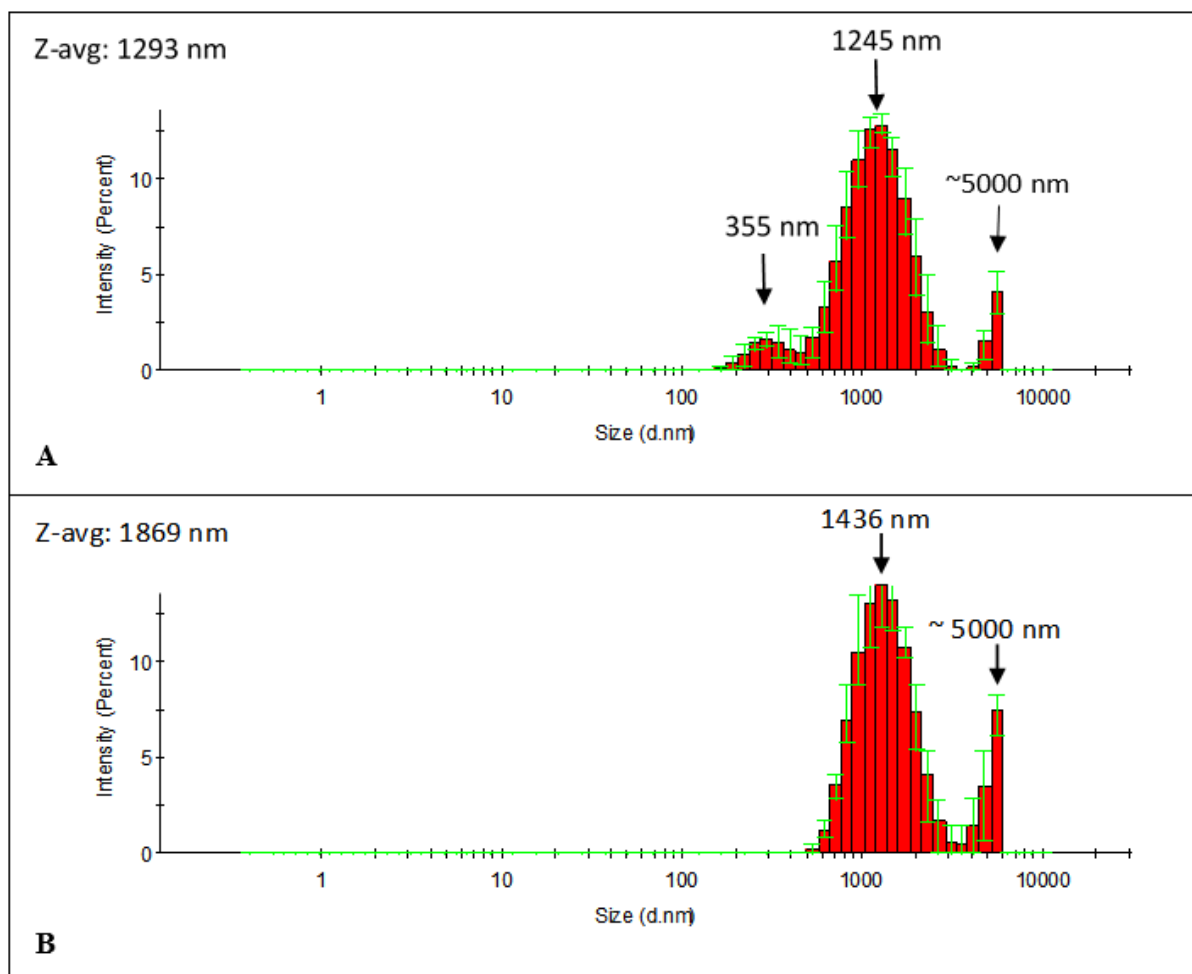 Z-avg: 1293 nm
1245 nm
~5000 nm
355 nm
Intensity (Percent)
10
5
0
1 10 100 1000 10000
Size (d.nm)
A
Z-avg: 1869 nm
1436 nm
~ 5000 nm
Intensity (Percent)
10
5
0
1 10 100 1000 10000
Size (d.nm)
B